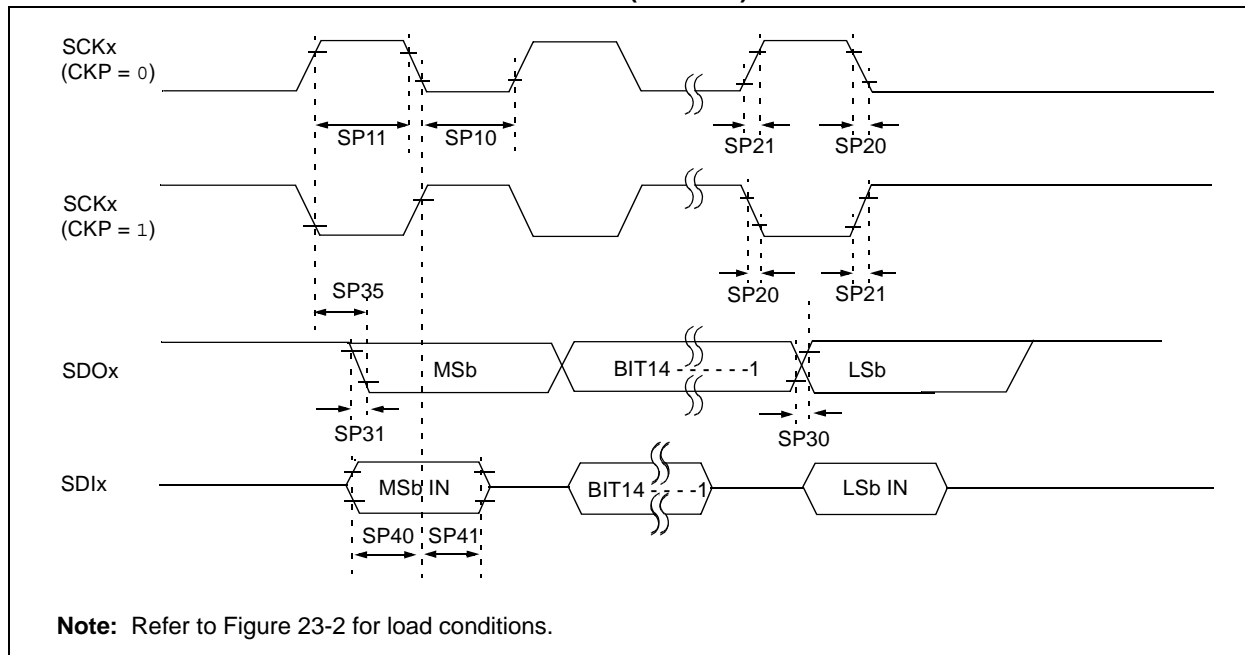 SCKx
(CKP = 0)
SP11
SP10
SP21
SP20
SCKx
(CKP = 1)
SP35
SP20
SP21
SDOx
MSb
BIT14 - - - - - -1
LSb
SP31
SP30
SDIx
MSb IN
BIT14 - - - - -1
LSb IN
SP40
SP41
Note: Refer to Figure 23-2 for load conditions.